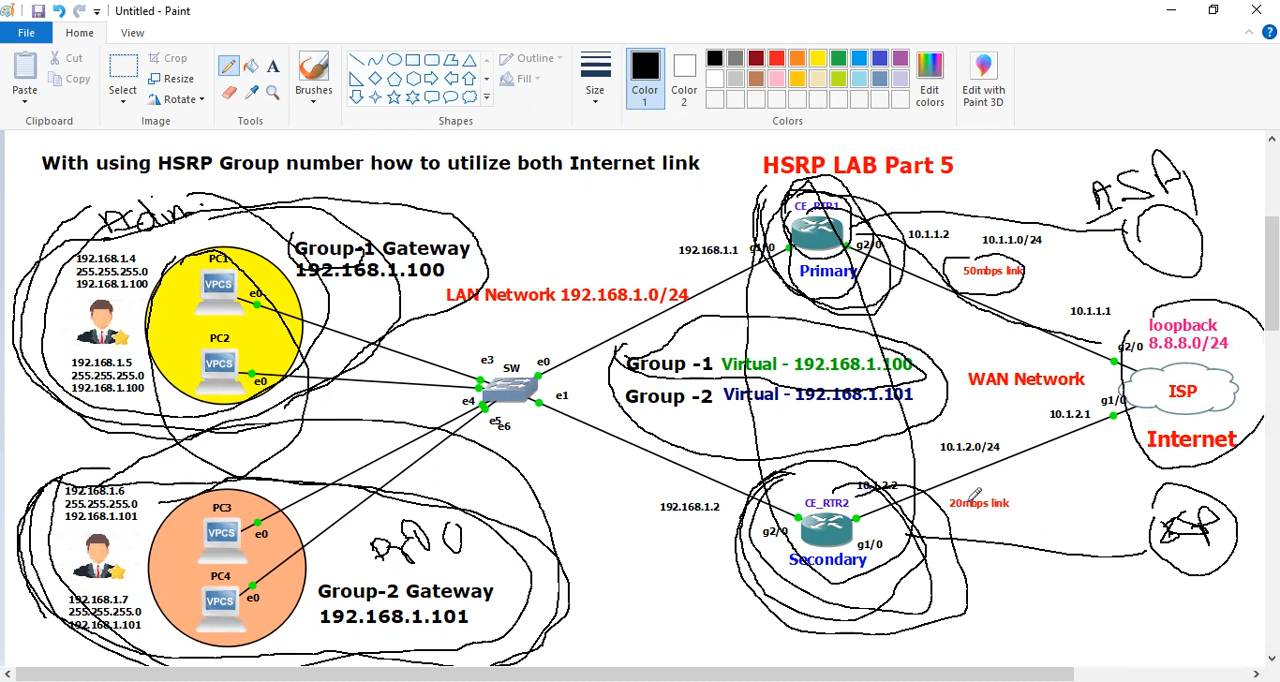 Untitled - Paint
File
Home
View
Paste
Cut
Copy
Clipboard
Select
Crop
Resize
Rotate
Image
A
Tools
Brushes
Shapes
Outline
Fill
Size
Color 1
Color 2
Colors
Edit colors
Edit with Paint 3D
With using HSRP Group number how to utilize both Internet link
HSRP LAB Part 5
192.168.1.4
255.255.255.0
192.168.1.100
PC1
VPCS
e0
PC2
VPCS
e0
192.168.1.5
255.255.255.0
192.168.1.100
Group-1 Gateway
192.168.1.100
LAN Network 192.168.1.0/24
192.168.1.1
CE_RTR1
g1/0
g2/0
Primary
10.1.1.2
10.1.1.0/24
50mbps link
10.1.1.1
loopback
8.8.8.0/24
g2/0
ISP
g1/0
10.1.2.1
Internet
WAN Network
SW
e3
e0
e1
e4
e5
e6
Group -1 Virtual - 192.168.1.100
Group -2 Virtual - 192.168.1.101
192.168.1.2
CE_RTR2
g2/0
g1/0
Secondary
10.1.2.2
10.1.2.0/24
20mbps link
192.168.1.6
255.255.255.0
192.168.1.101
PC3
VPCS
e0
PC4
VPCS
e0
192.168.1.7
255.255.255.0
192.168.1.101
Group-2 Gateway
192.168.1.101